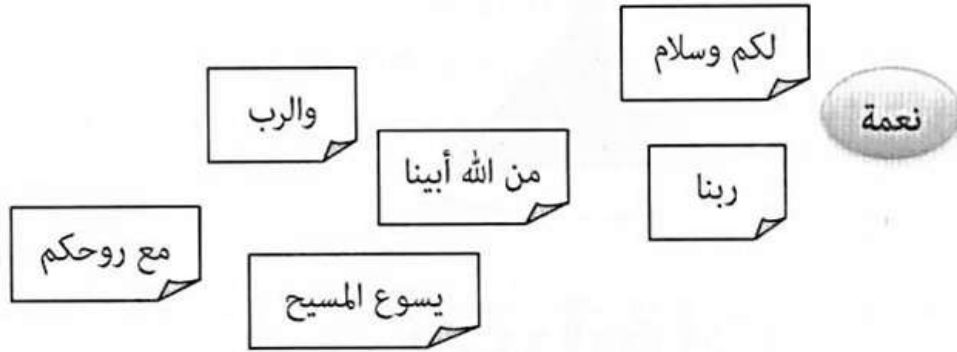 لكم وسلام
نعمة
والرب
من الله أبينا
ربنا
مع روحكم
يسوع المسيح